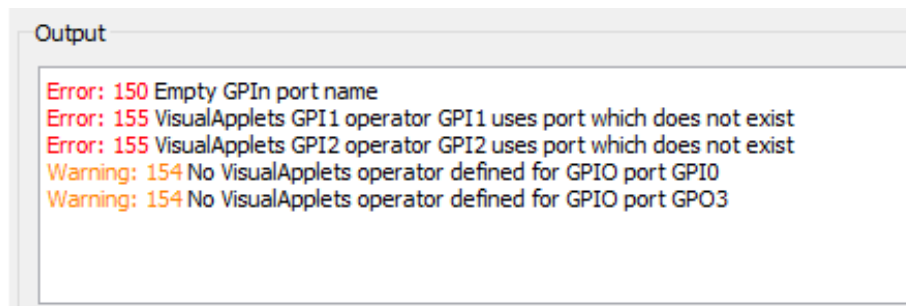 Output
Error: 150 Empty GPIn port name
Error: 155 VisualApplets GPI1 operator GPI1 uses port which does not exist
Error: 155 VisualApplets GPI2 operator GPI2 uses port which does not exist
Warning: 154 No VisualApplets operator defined for GPIO port GPI0
Warning: 154 No VisualApplets operator defined for GPIO port GPO3